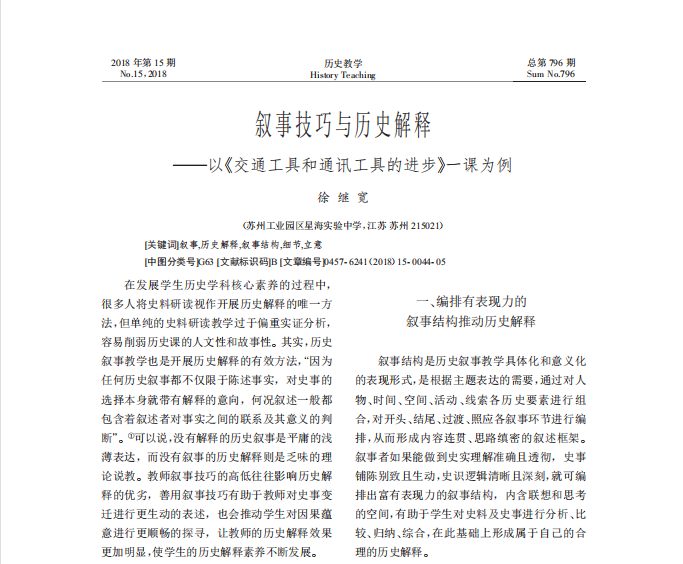 2018 年第 15 期
历史教学
总第 796 期
No.15, 2018
History Teaching
Sum No.796
叙事技巧与历史解释
——以《交通工具和通讯工具的进步》一课为例
徐 继 宽
(苏州工业园区星海实验中学,江苏 苏州 215021)
[关键词]叙事,历史解释,叙事结构,细节,立意
[中图分类号]G63 [文献标识码]B [文章编号]0457-6241(2018)15-0044-05
在发展学生历史学科核心素养的过程中,
很多人将史料研读视作开展历史解释的唯一方
法,但单纯的史料研读教学过于偏重实证分析,
容易削弱历史课的人文性和故事性。其实,历史
叙事教学也是开展历史解释的有效方法,“因为
任何历史叙事都不仅限于陈述事实，对史事的
选择本身就带有解释的意向，何况叙述一般都
包含着叙述者对事实之间的联系及其意义的判
断”。①可以说,没有解释的历史叙事是平庸的浅
薄表达，而没有叙事的历史解释则是乏味的理
论说教。教师叙事技巧的高低往往影响历史解
释的优劣，善用叙事技巧有助于教师对史事变
迁进行更生动的表述，也会推动学生对因果蕴
意进行更顺畅的探寻，让教师的历史解释效果
更加明显,使学生的历史解释素养不断发展。
一、编排有表现力的
叙事结构推动历史解释
叙事结构是历史叙事教学具体化和意义化
的表现形式,是根据主题表达的需要,通过对人
物、时间、空间、活动、线索各历史要素进行组
合,对开头、结尾、过渡、照应各叙事环节进行编
排,从而形成内容连贯、思路缜密的叙述框架。
叙事者如果能做到史实理解准确且透彻，史事
铺陈别致且生动,史识逻辑清晰且深刻,就可编
排出富有表现力的叙事结构，内含联想和思考
的空间,有助于学生对史料及史事进行分析、比
较、归纳、综合,在此基础上形成属于自己的合
理的历史解释。